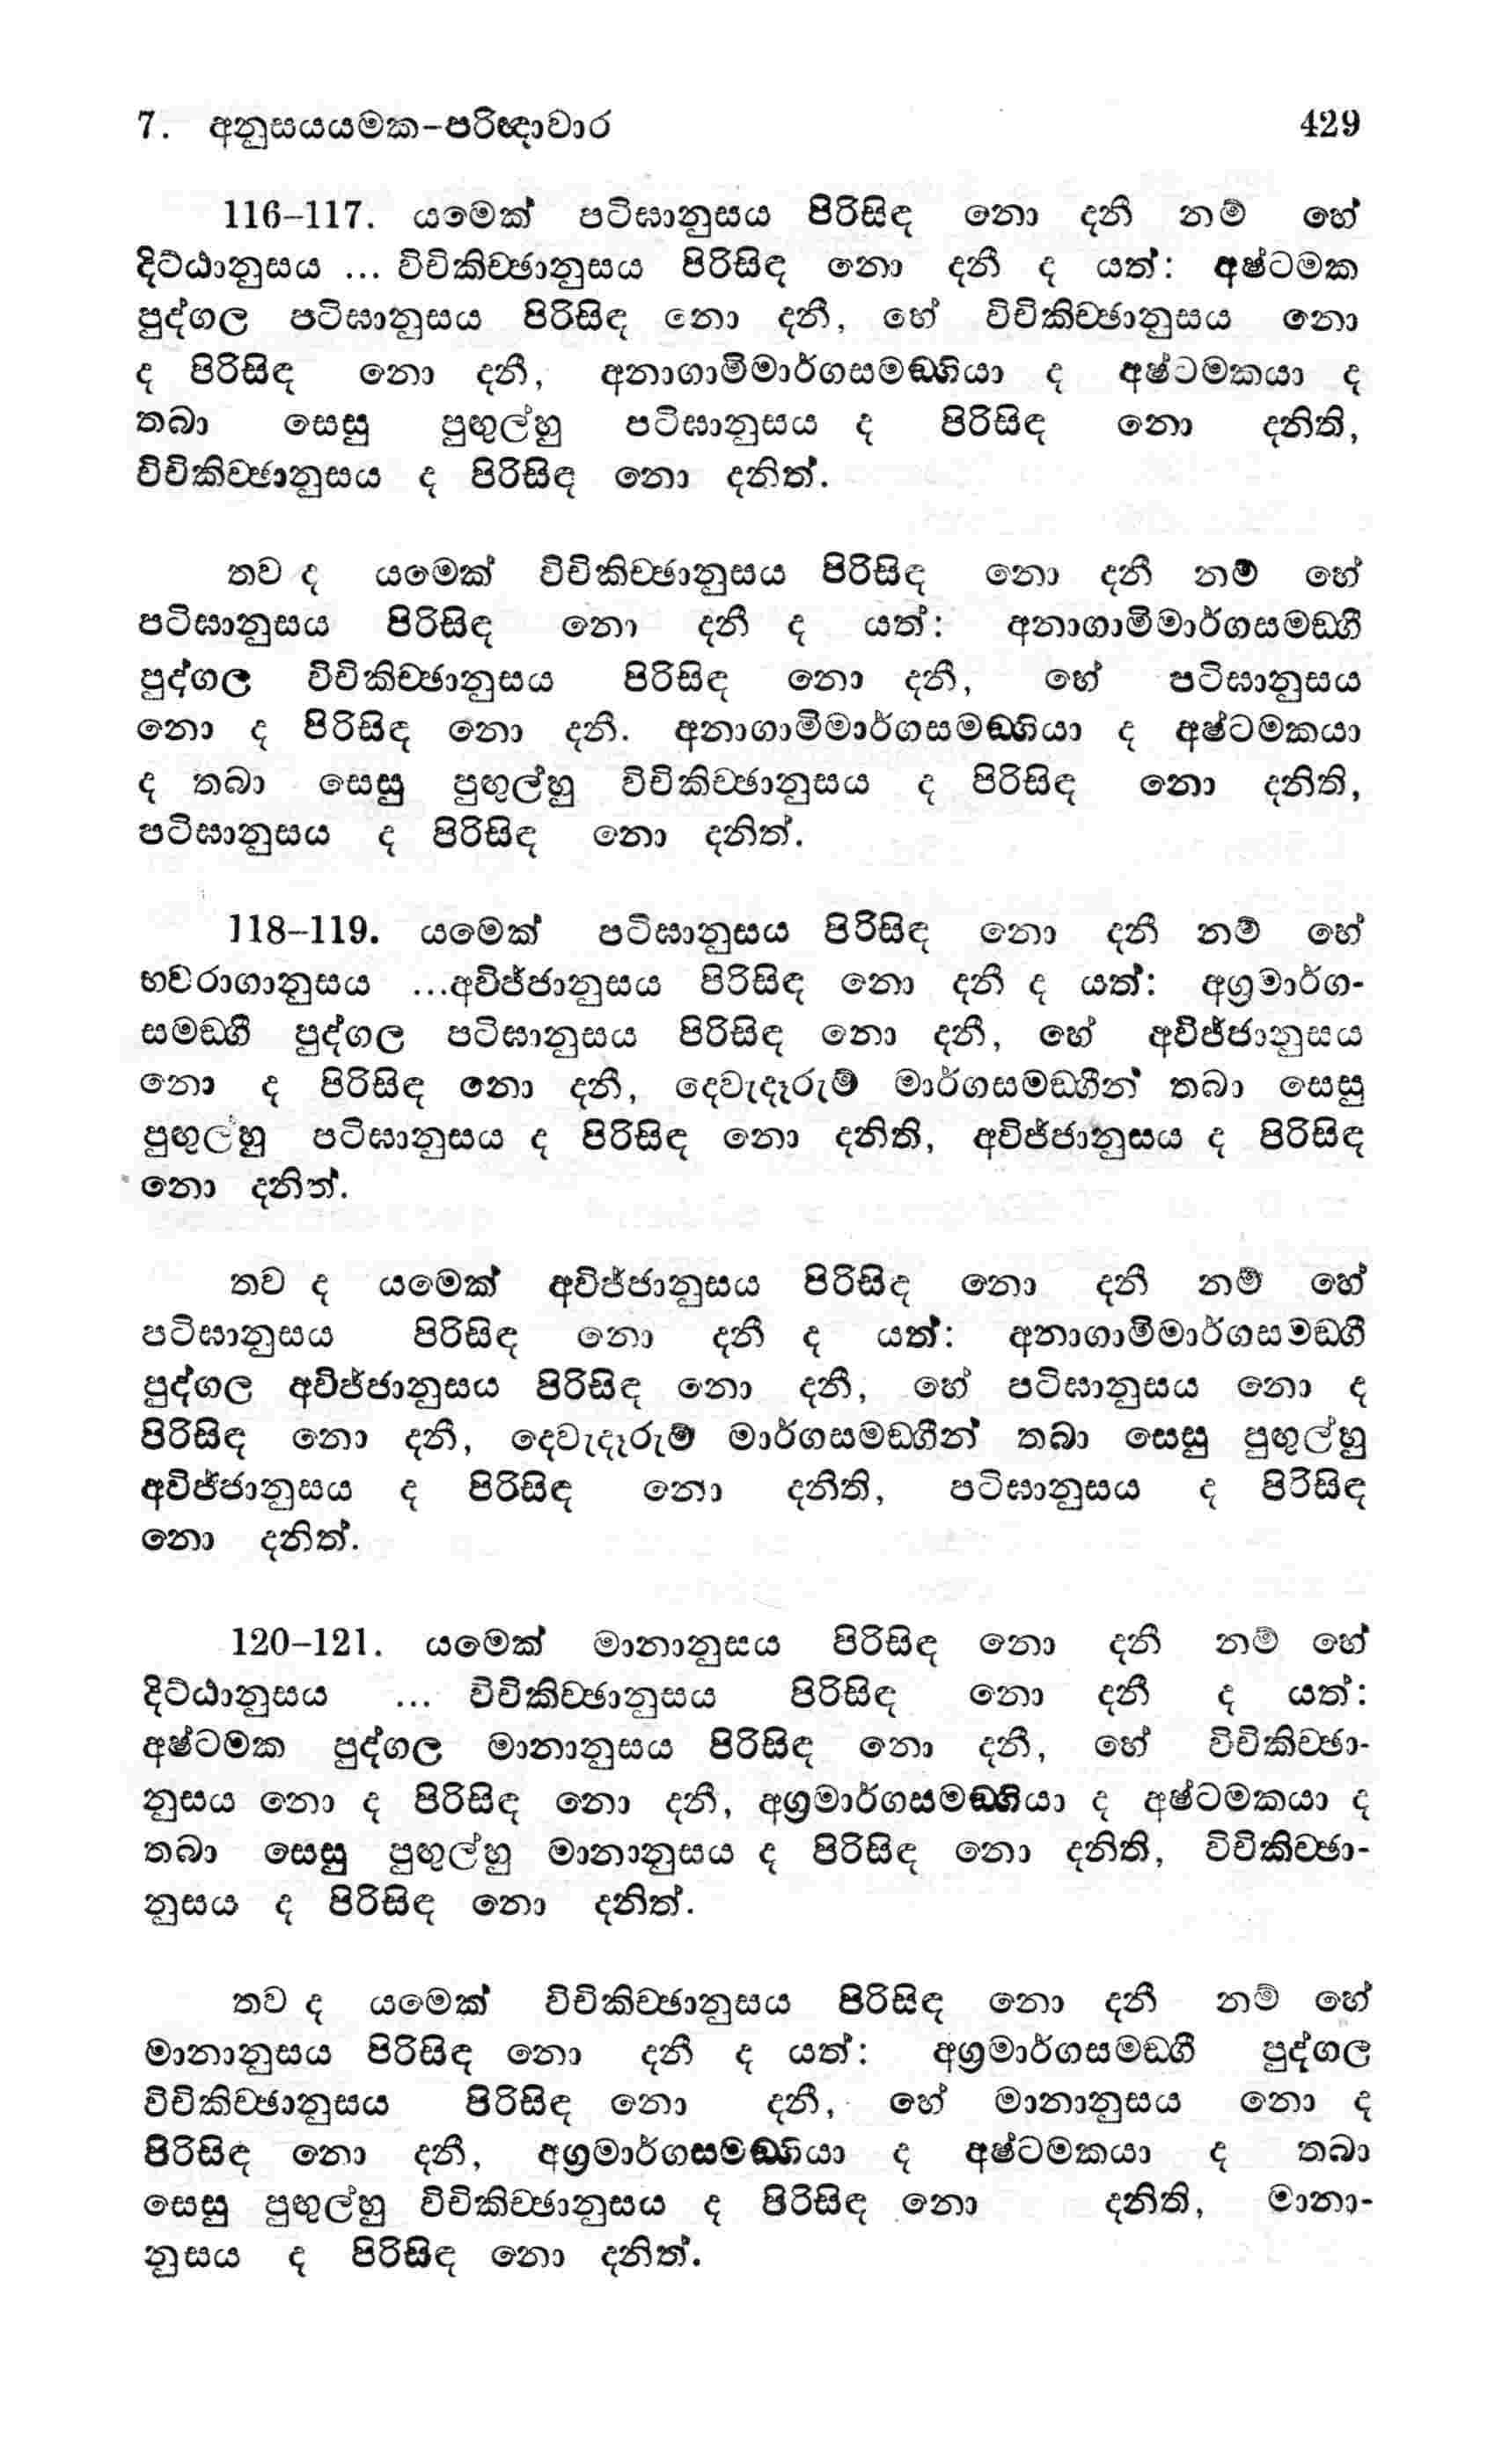 7. අනුසයයමක-පරිඥාවාර 429
116-117. යමෙක් පටිඝානුසය පිරිසිඳ නො දනී නම් හේ
දිට්ඨානුසය ... විචිකිච්ඡානුසය පිරිසිඳ නො දනී ද යත්: අෂ්ටමක
පුද්ගල පටිඝානුසය පිරිසිඳ නො දනී, හේ විචිකිච්ඡානුසය නො
ද පිරිසිඳ නො දනී, අනාගාමිමාර්ගසමඞ්ගියා ද අෂ්ටමකයා ද
තබා සෙසු පුඟුල්හු පටිඝානුසය ද පිරිසිඳ නො දනිති,
විචිකිච්ඡානුසය ද පිරිසිඳ නො දනිත්.
තව ද යමෙක් විචිකිච්ඡානුසය පිරිසිඳ නො දනී නම් හේ
පටිඝානුසය පිරිසිඳ නො දනී ද යත්: අනාගාමිමාර්ගසමඞ්ගී
පුද්ගල විචිකිච්ඡානුසය පිරිසිඳ නො දනී, හේ පටිඝානුසය
නො ද පිරිසිඳ නො දනී. අනාගාමිමාර්ගසමඞ්ගියා ද අෂ්ටමකයා
ද තබා සෙසු පුඟුල්හු විචිකිච්ඡානුසය ද පිරිසිඳ නො දනිති,
පටිඝානුසය ද පිරිසිඳ නො දනිත්.
118-119. යමෙක් පටිඝානුසය පිරිසිඳ නො දනී නම් හේ
භවරාගානුසය ...අවිජ්ජානුසය පිරිසිඳ නො දනී ද යත්: අග්‍රමාර්ග-
සමඞ්ගී පුද්ගල පටිඝානුසය පිරිසිඳ නො දනී, හේ අවිජ්ජානුසය
නො ද පිරිසිඳ නො දනී, දෙවැදෑරුම් මාර්ගසමඞ්ගීන් තබා සෙසු
පුඟුල්හු පටිඝානුසය ද පිරිසිඳ නො දනිති, අවිජ්ජානුසය ද පිරිසිඳ
නො දනිත්.
තව ද යමෙක් අවිජ්ජානුසය පිරිසිද නො දනී නම් හේ
පටිඝානුසය පිරිසිඳ නො දනී ද යත්: අනාගාමිමාර්ගසමඞ්ගී
පුද්ගල අවිජ්ජානුසය පිරිසිඳ නො දනී, හේ පටිඝානුසය නො ද
පිරිසිඳ නො දනී, දෙවැදෑරුම් මාර්ගසමඞ්ගීන් තබා සෙසු පුඟුල්හු
අවිජ්ජානුසය ද පිරිසිඳ නො දනිති, පටිඝානුසය ද පිරිසිඳ
නො දනිත්.
120-121. යමෙක් මානානුසය පිරිසිඳ නො දනී නම් හේ
දිට්ඨානුසය ... විචිකිච්ඡානුසය පිරිසිඳ නො දනී ද යත්:
අෂ්ටමක පුද්ගල මානානුසය පිරිසිඳ නො දනී, හේ විචිකිච්ඡා-
නුසය නො ද පිරිසිඳ නො දනී, අග්‍රමාර්ගසමඞ්ගියා ද අෂ්ටමකයා ද
තබා සෙසු පුඟුල්හු මානානුසය ද පිරිසිඳ නො දනිති, විචිකිච්ඡා-
නුසය ද පිරිසිඳ නො දනිත්.
තව ද යමෙක් විචිකිච්ඡානුසය පිරිසිඳ නො දනී නම් හේ
මානානුසය පිරිසිඳ නො දනී ද යත්: අග්‍රමාර්ගසමඞ්ගී පුද්ගල
විචිකිච්ඡානුසය පිරිසිඳ නො දනී, හේ මානානුසය නො ද
පිරිසිඳ නො දනී, අග්‍රමාර්ගසමඞ්ගියා ද අෂ්ටමකයා ද තබා
සෙසු පුඟුල්හු විචිකිච්ඡානුසය ද පිරිසිඳ නො දනිති, මානා-
නුසය ද පිරිසිඳ නො දනිත්.